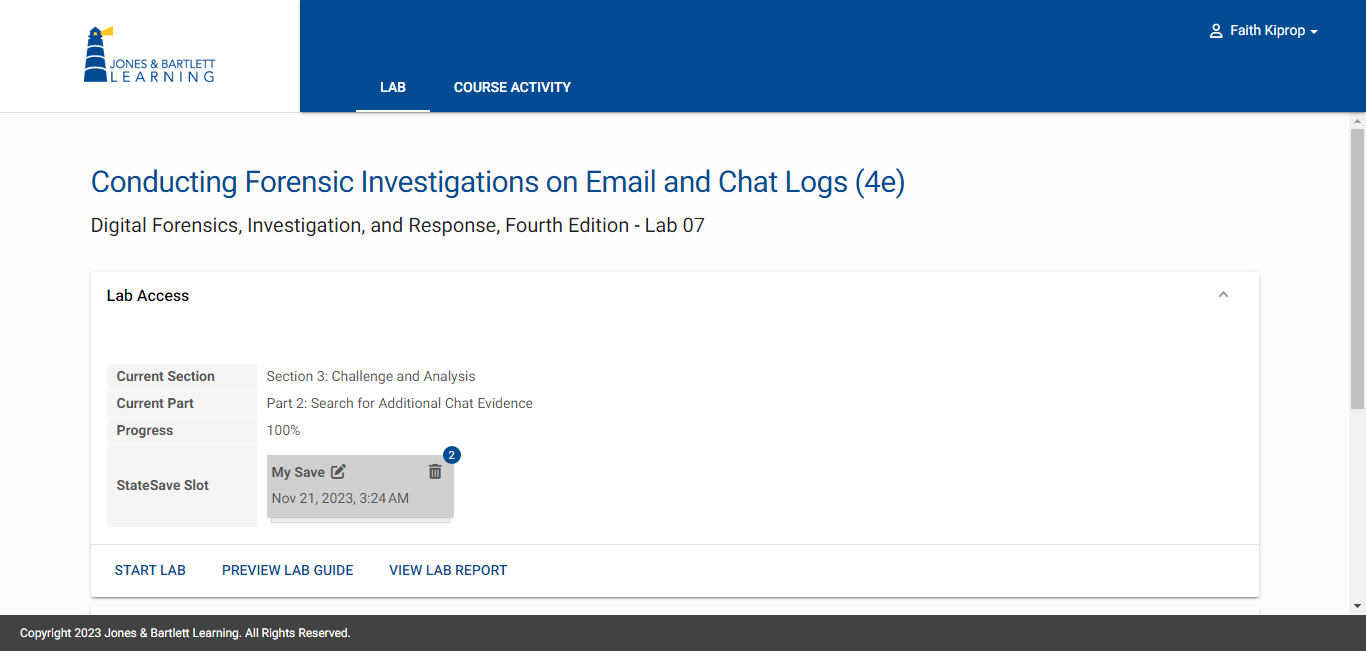 JONES & BARTLETT
LEARNING
Faith Kiprop
LAB
COURSE ACTIVITY
Conducting Forensic Investigations on Email and Chat Logs (4e)
Digital Forensics, Investigation, and Response, Fourth Edition - Lab 07
Lab Access
Current Section
Section 3: Challenge and Analysis
Current Part
Part 2: Search for Additional Chat Evidence
Progress
100%
StateSave Slot
2
My Save
Nov 21, 2023, 3:24 AM
START LAB
PREVIEW LAB GUIDE
VIEW LAB REPORT
Copyright 2023 Jones & Bartlett Learning. All Rights Reserved.